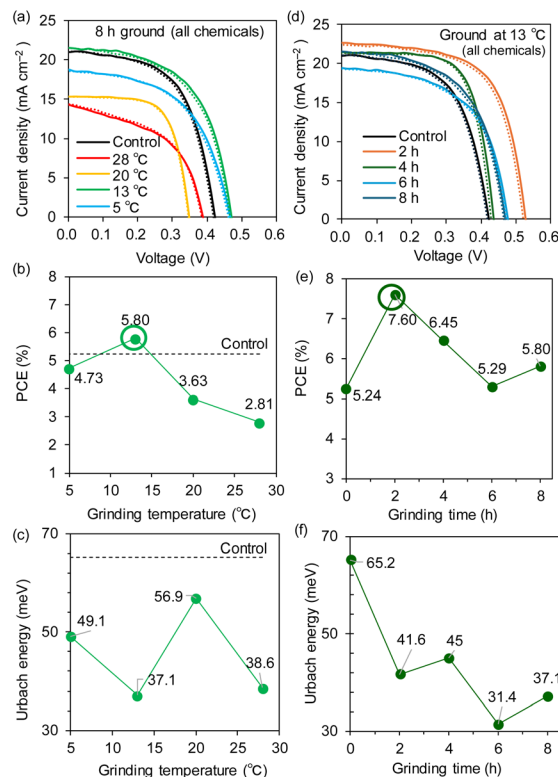 (a)
8 h ground (all chemicals)
Current density (mA cm⁻²)
25
20
15
10
5
0
Control
28 °C
20 °C
13 °C
5 °C
0.0 0.1 0.2 0.3 0.4 0.5 0.6
Voltage (V)
(d)
Ground at 13 °C
(all chemicals)
Current density (mA cm⁻²)
25
20
15
10
5
0
Control
2 h
4 h
6 h
8 h
0.0 0.1 0.2 0.3 0.4 0.5 0.6
Voltage (V)
(b)
PCE (%)
8
7
6
5
4
3
2
1
5.80
Control
4.73
3.63
2.81
5 10 15 20 25 30
Grinding temperature (°C)
(e)
PCE (%)
8
7
6
5
4
3
7.60
6.45
5.80
5.29
5.24
0 2 4 6 8
Grinding time (h)
(c)
Urbach energy (meV)
70
50
30
Control
56.9
49.1
38.6
37.1
5 10 15 20 25 30
Grinding temperature (°C)
(f)
Urbach energy (meV)
70
50
30
65.2
41.6
45
37.1
31.4
0 2 4 6 8
Grinding time (h)